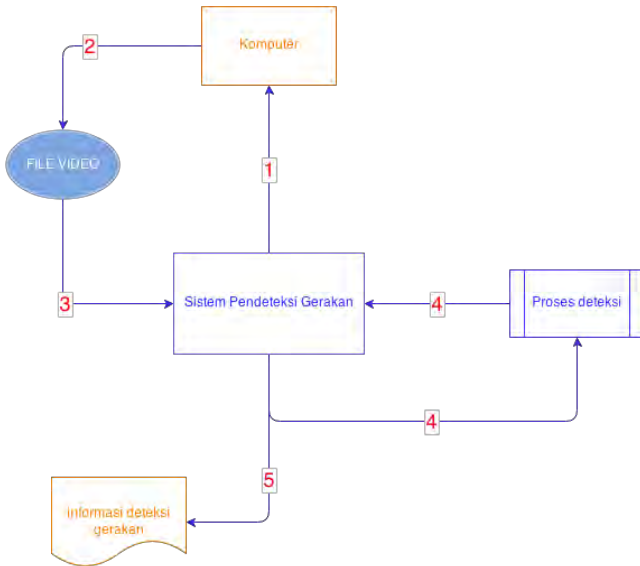 Komputer
2
FILE VIDEO
1
Sistem Pendeteksi Gerakan
3
4
Proses deteksi
4
5
informasi deteksi
gerakan